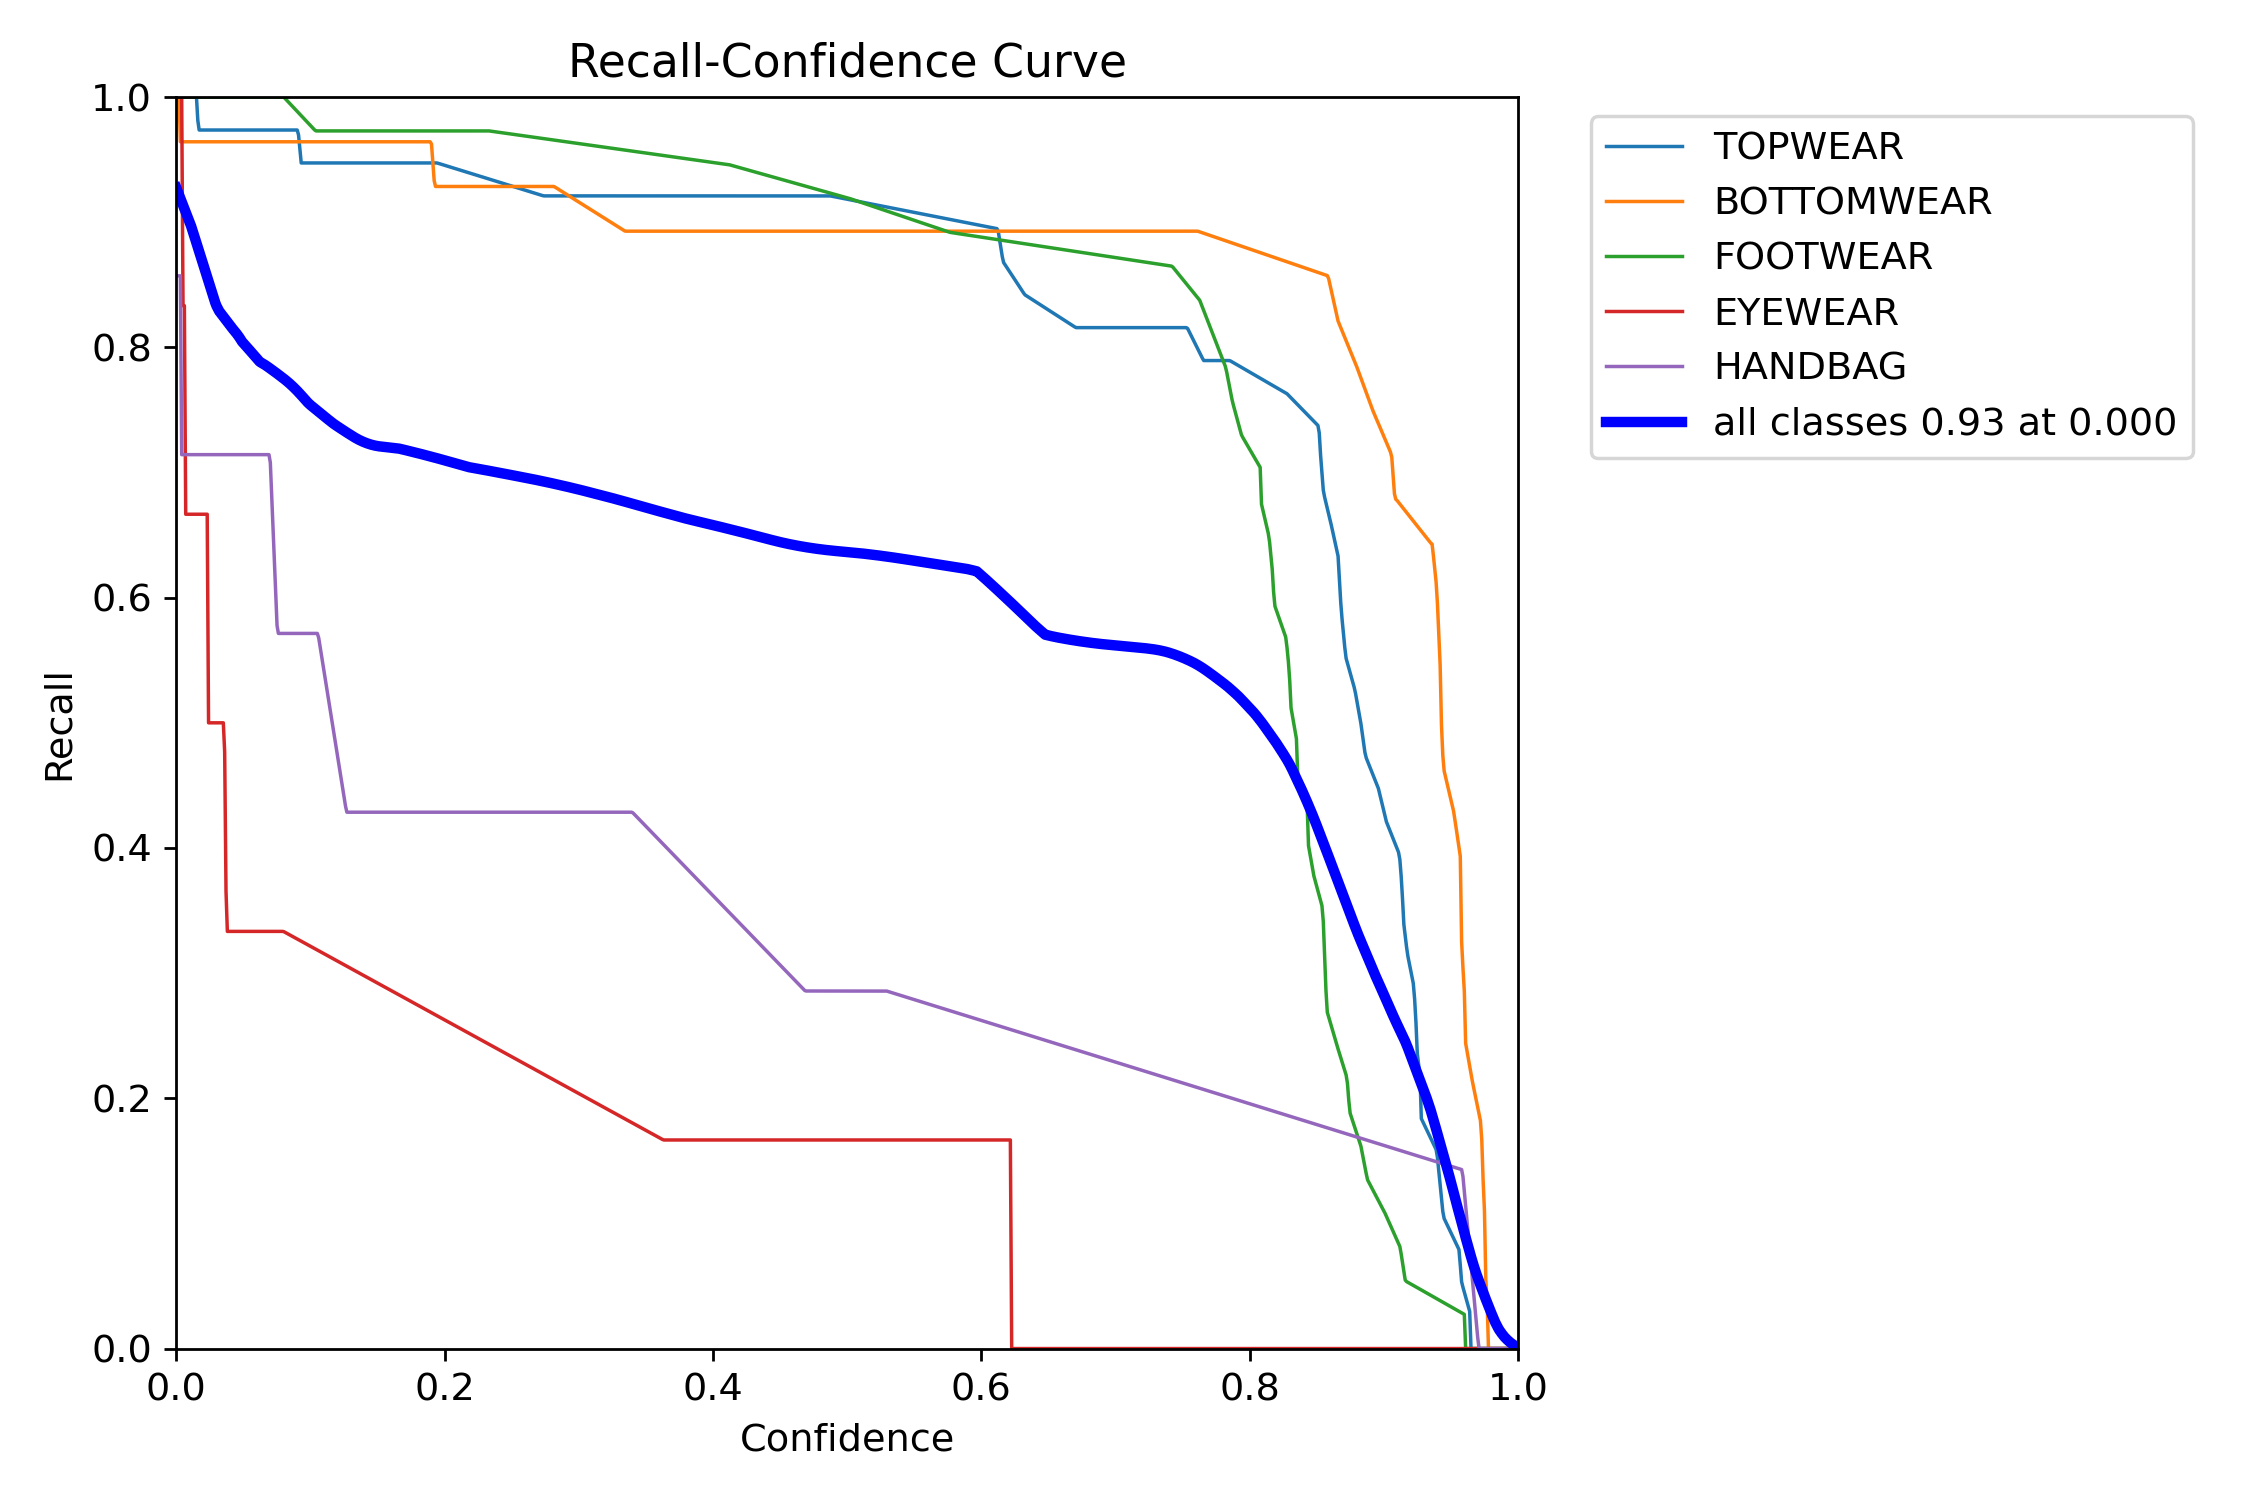 Recall-Confidence Curve
1.0
0.8
0.6
0.4
0.2
0.0
Recall
0.0 0.2 0.4 0.6 0.8 1.0
Confidence
TOPWEAR
BOTTOMWEAR
FOOTWEAR
EYEWEAR
HANDBAG
all classes 0.93 at 0.000